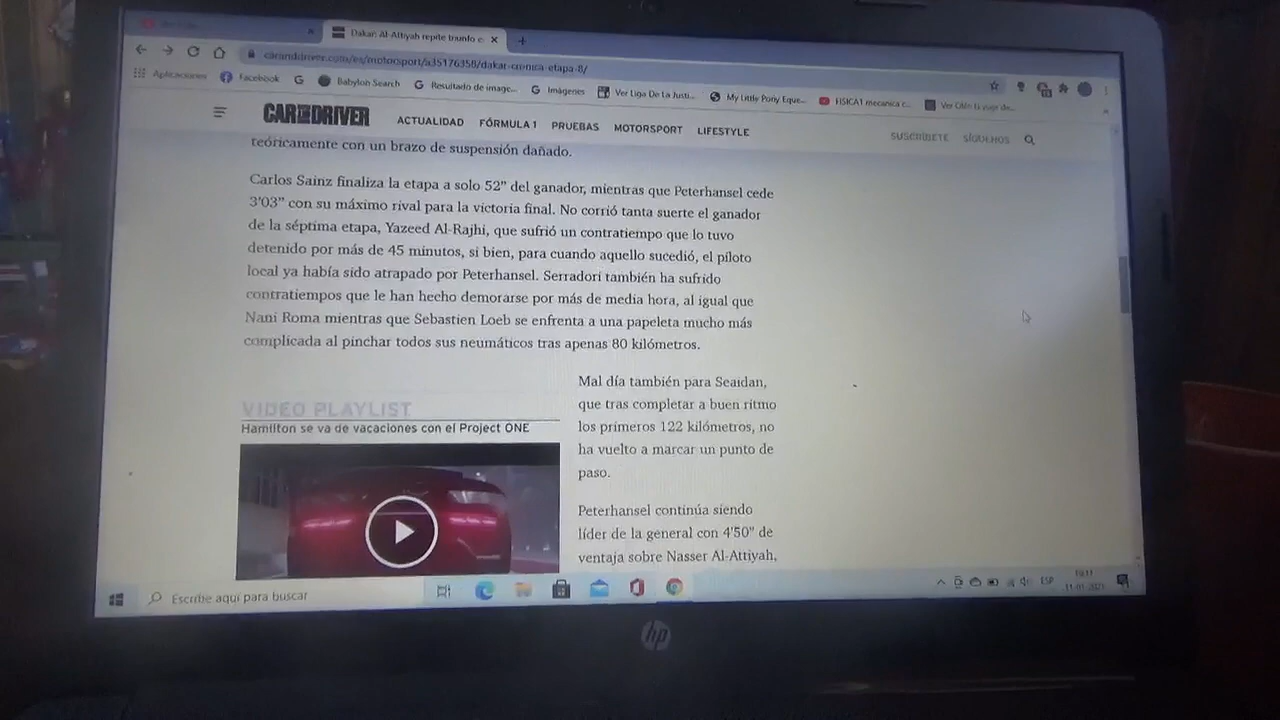 Dakar: Al-Attiyah repite triunfo e
caranddriver.com/es/motorsport/a35176358/dakar-cronica-etapa-8/
Aplicaciones Facebook Babylon Search Resultado de image... Imágenes Ver Liga De La Justi... My Little Pony Eque... FISICA1 mecanica c...
CAR AND DRIVER ACTUALIDAD FÓRMULA 1 PRUEBAS MOTORSPORT LIFESTYLE SUSCRÍBETE SÍGUENOS
teóricamente con un brazo de suspensión dañado.
Carlos Sainz finaliza la etapa a solo 52” del ganador, mientras que Peterhansel cede
3'03” con su máximo rival para la victoria final. No corrió tanta suerte el ganador
de la séptima etapa, Yazeed Al-Rajhi, que sufrió un contratiempo que lo tuvo
detenido por más de 45 minutos, si bien, para cuando aquello sucedió, el piloto
local ya había sido atrapado por Peterhansel. Serradori también ha sufrido
contratiempos que le han hecho demorarse por más de media hora, al igual que
Nani Roma mientras que Sebastien Loeb se enfrenta a una papeleta mucho más
complicada al pinchar todos sus neumáticos tras apenas 80 kilómetros.
VIDEO PLAYLIST
Hamilton se va de vacaciones con el Project ONE
Mal día también para Seaidan,
que tras completar a buen ritmo
los primeros 122 kilómetros, no
ha vuelto a marcar un punto de
paso.
Peterhansel continúa siendo
líder de la general con 4'50” de
ventaja sobre Nasser Al-Attiyah,
Escribe aquí para buscar
ESP
hp